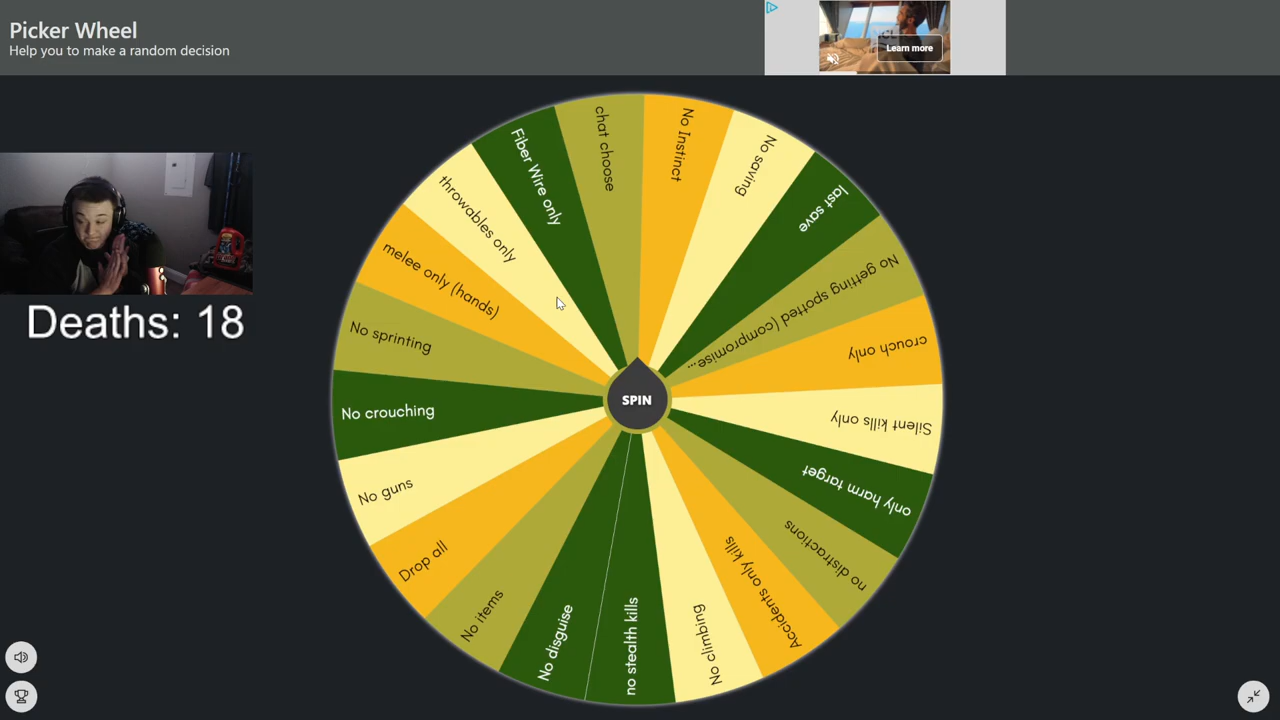 Picker Wheel
Help you to make a random decision
Learn more
Deaths: 18
chat choose
No Instinct
No saving
last save
No getting spotted (compromise...
crouch only
Silent kills only
only harm target
no distractions
Accidents only kills
No climbing
no stealth kills
No disguise
No items
Drop all
No guns
No crouching
No sprinting
melee only (hands)
throwables only
Fiber Wire only
SPIN